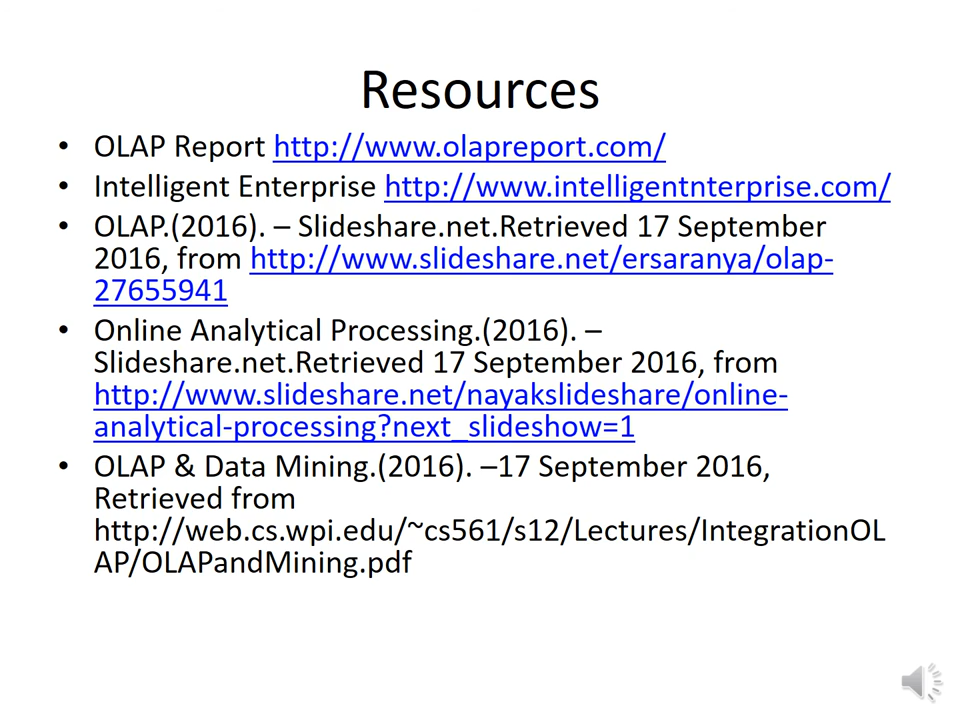 Resources
• OLAP Report http://www.olapreport.com/
• Intelligent Enterprise http://www.intelligentnterprise.com/
• OLAP.(2016). – Slideshare.net.Retrieved 17 September
2016, from http://www.slideshare.net/ersaranya/olap-
27655941
• Online Analytical Processing.(2016). –
Slideshare.net.Retrieved 17 September 2016, from
http://www.slideshare.net/nayakslideshare/online-
analytical-processing?next_slideshow=1
• OLAP & Data Mining.(2016). –17 September 2016,
Retrieved from
http://web.cs.wpi.edu/~cs561/s12/Lectures/IntegrationOL
AP/OLAPandMining.pdf